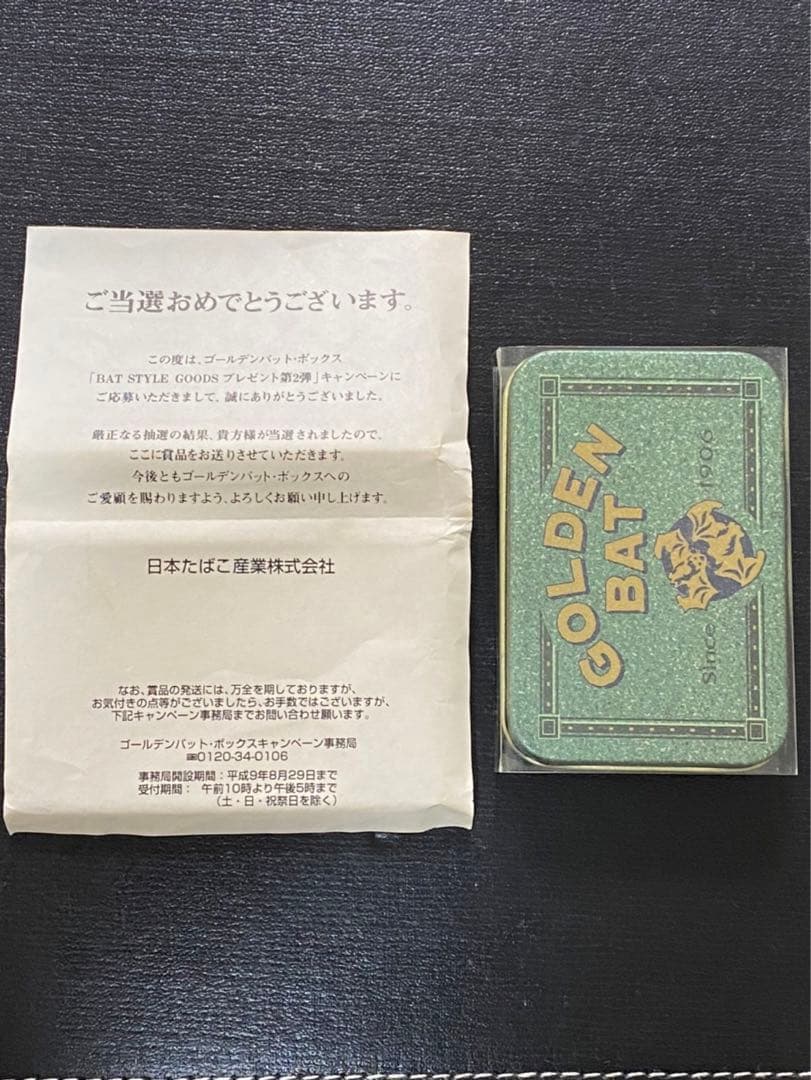 ご当選おめでとうございます。
この度は、ゴールデンバット・ボックス
「BAT STYLE GOODS プレゼント第2弾」キャンペーンに
ご応募いただきまして、誠にありがとうございました。
厳正なる抽選の結果、貴方様が当選されましたので、
ここに賞品をお送りさせていただきます。
今後ともゴールデンバット・ボックスへの
ご愛顧を賜わりますよう、よろしくお願い申し上げます。
日本たばこ産業株式会社
なお、賞品の発送には、万全を期しておりますが、
お気付きの点等がございましたら、お手数ではございますが、
下記キャンペーン事務局までお問い合わせ願います。
ゴールデンバット・ボックスキャンペーン事務局
0120-34-0106
事務局開設期間：平成9年8月29日まで
受付期間： 午前10時より午後5時まで
（土・日・祝祭日を除く）
GOLDEN
BAT
Since 1906